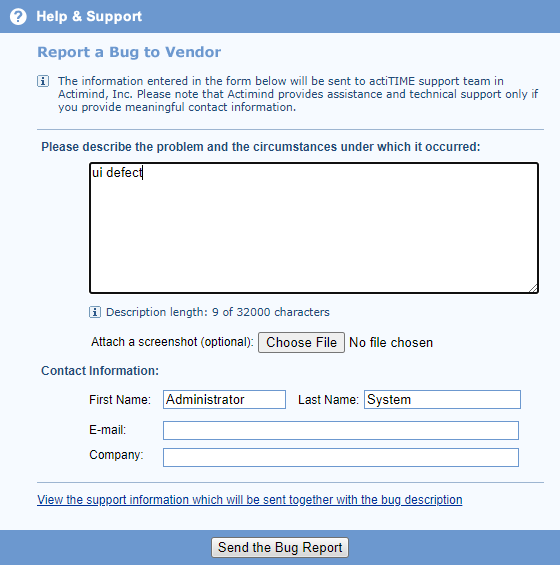 Help & Support
Report a Bug to Vendor
The information entered in the form below will be sent to actiTIME support team in
Actimind, Inc. Please note that Actimind provides assistance and technical support only if
you provide meaningful contact information.
Please describe the problem and the circumstances under which it occurred:
ui defect
Description length: 9 of 32000 characters
Attach a screenshot (optional): Choose File No file chosen
Contact Information:
First Name: Administrator Last Name: System
E-mail:
Company:
View the support information which will be sent together with the bug description
Send the Bug Report